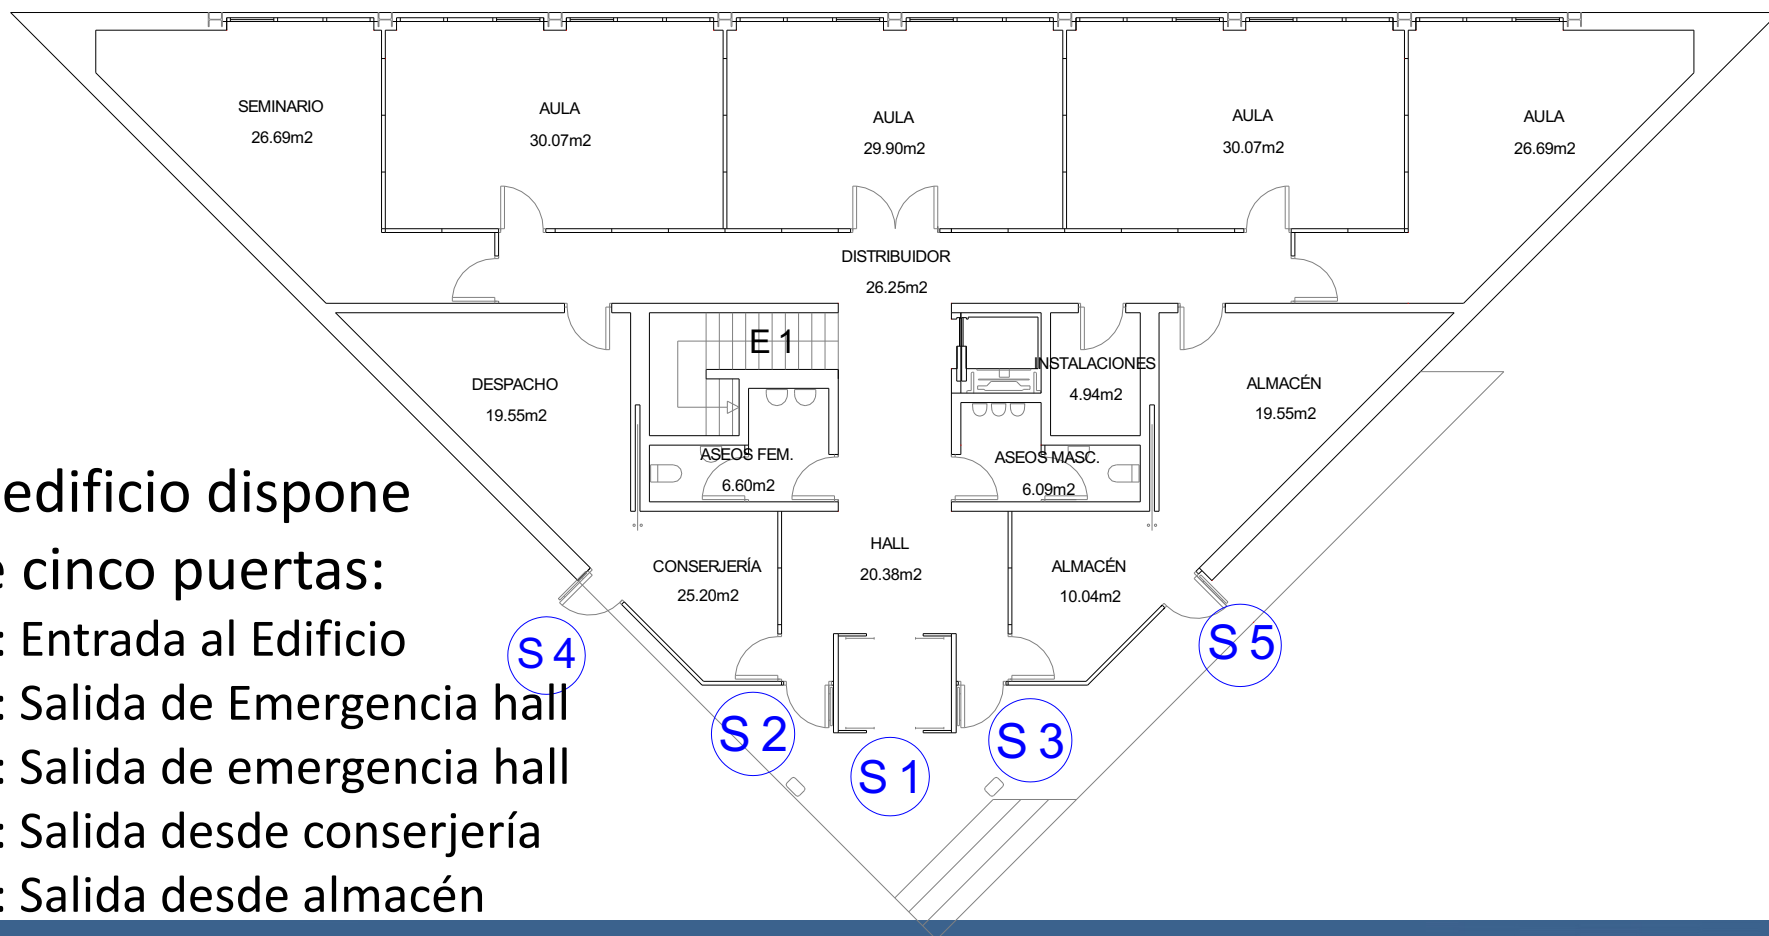 SEMINARIO
26.69m2
AULA
30.07m2
AULA
29.90m2
AULA
30.07m2
AULA
26.69m2
DISTRIBUIDOR
26.25m2
E 1
DESPACHO
19.55m2
INSTALACIONES
4.94m2
ALMACÉN
19.55m2
ASEOS FEM.
6.60m2
ASEOS MASC.
6.09m2
CONSERJERÍA
25.20m2
HALL
20.38m2
ALMACÉN
10.04m2
S 4
S 2
S 1
S 3
S 5
edificio dispone
e cinco puertas:
: Entrada al Edificio
: Salida de Emergencia hall
: Salida de emergencia hall
: Salida desde conserjería
: Salida desde almacén